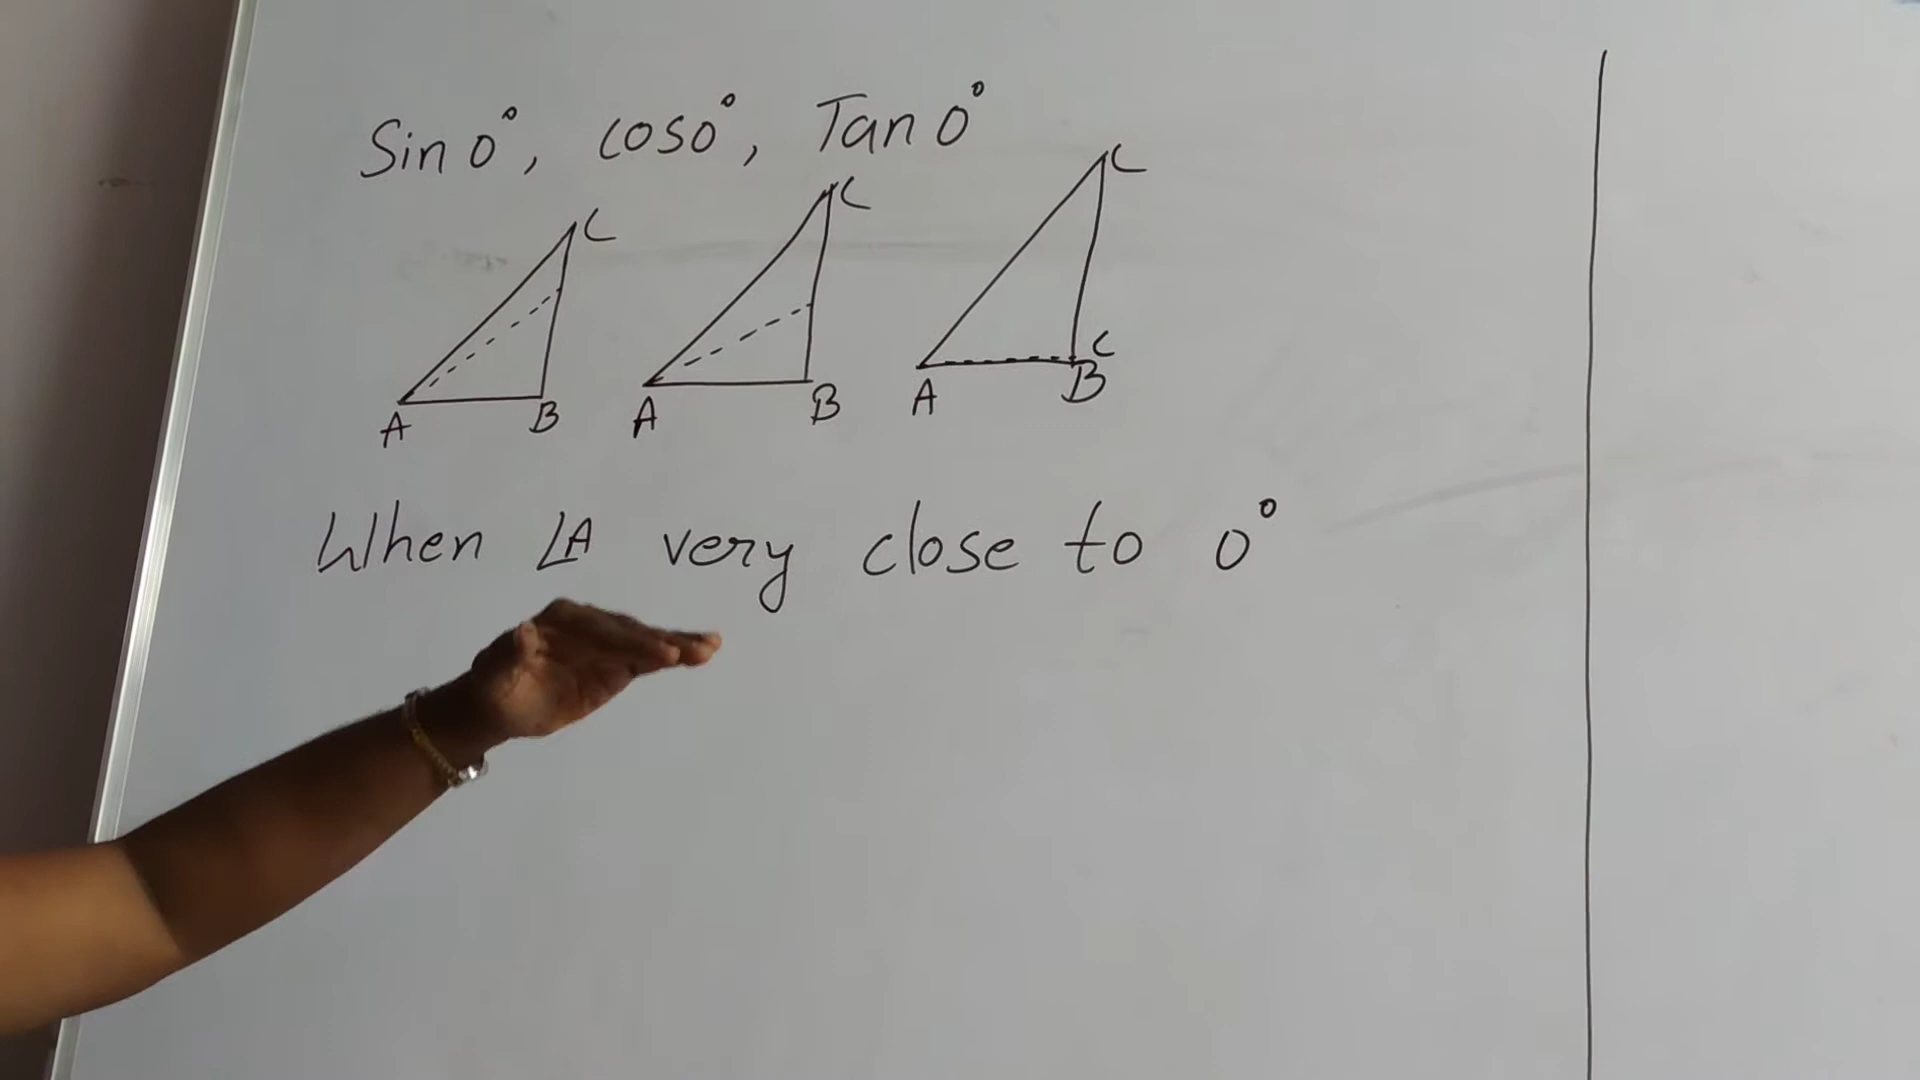 Sin 0°, cos 0°, Tan 0°
C C C
C
A B A B A B
When ∠A very close to 0°